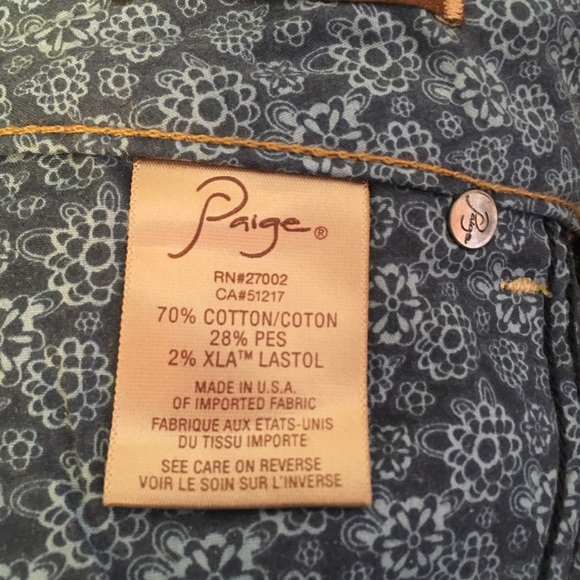 Paige®
RN#27002
CA#51217
70% COTTON/COTON
28% PES
2% XLA™ LASTOL
MADE IN U.S.A.
OF IMPORTED FABRIC
FABRIQUE AUX ETATS-UNIS
DU TISSU IMPORTE
SEE CARE ON REVERSE
VOIR LE SOIN SUR L'INVERSE
Paige